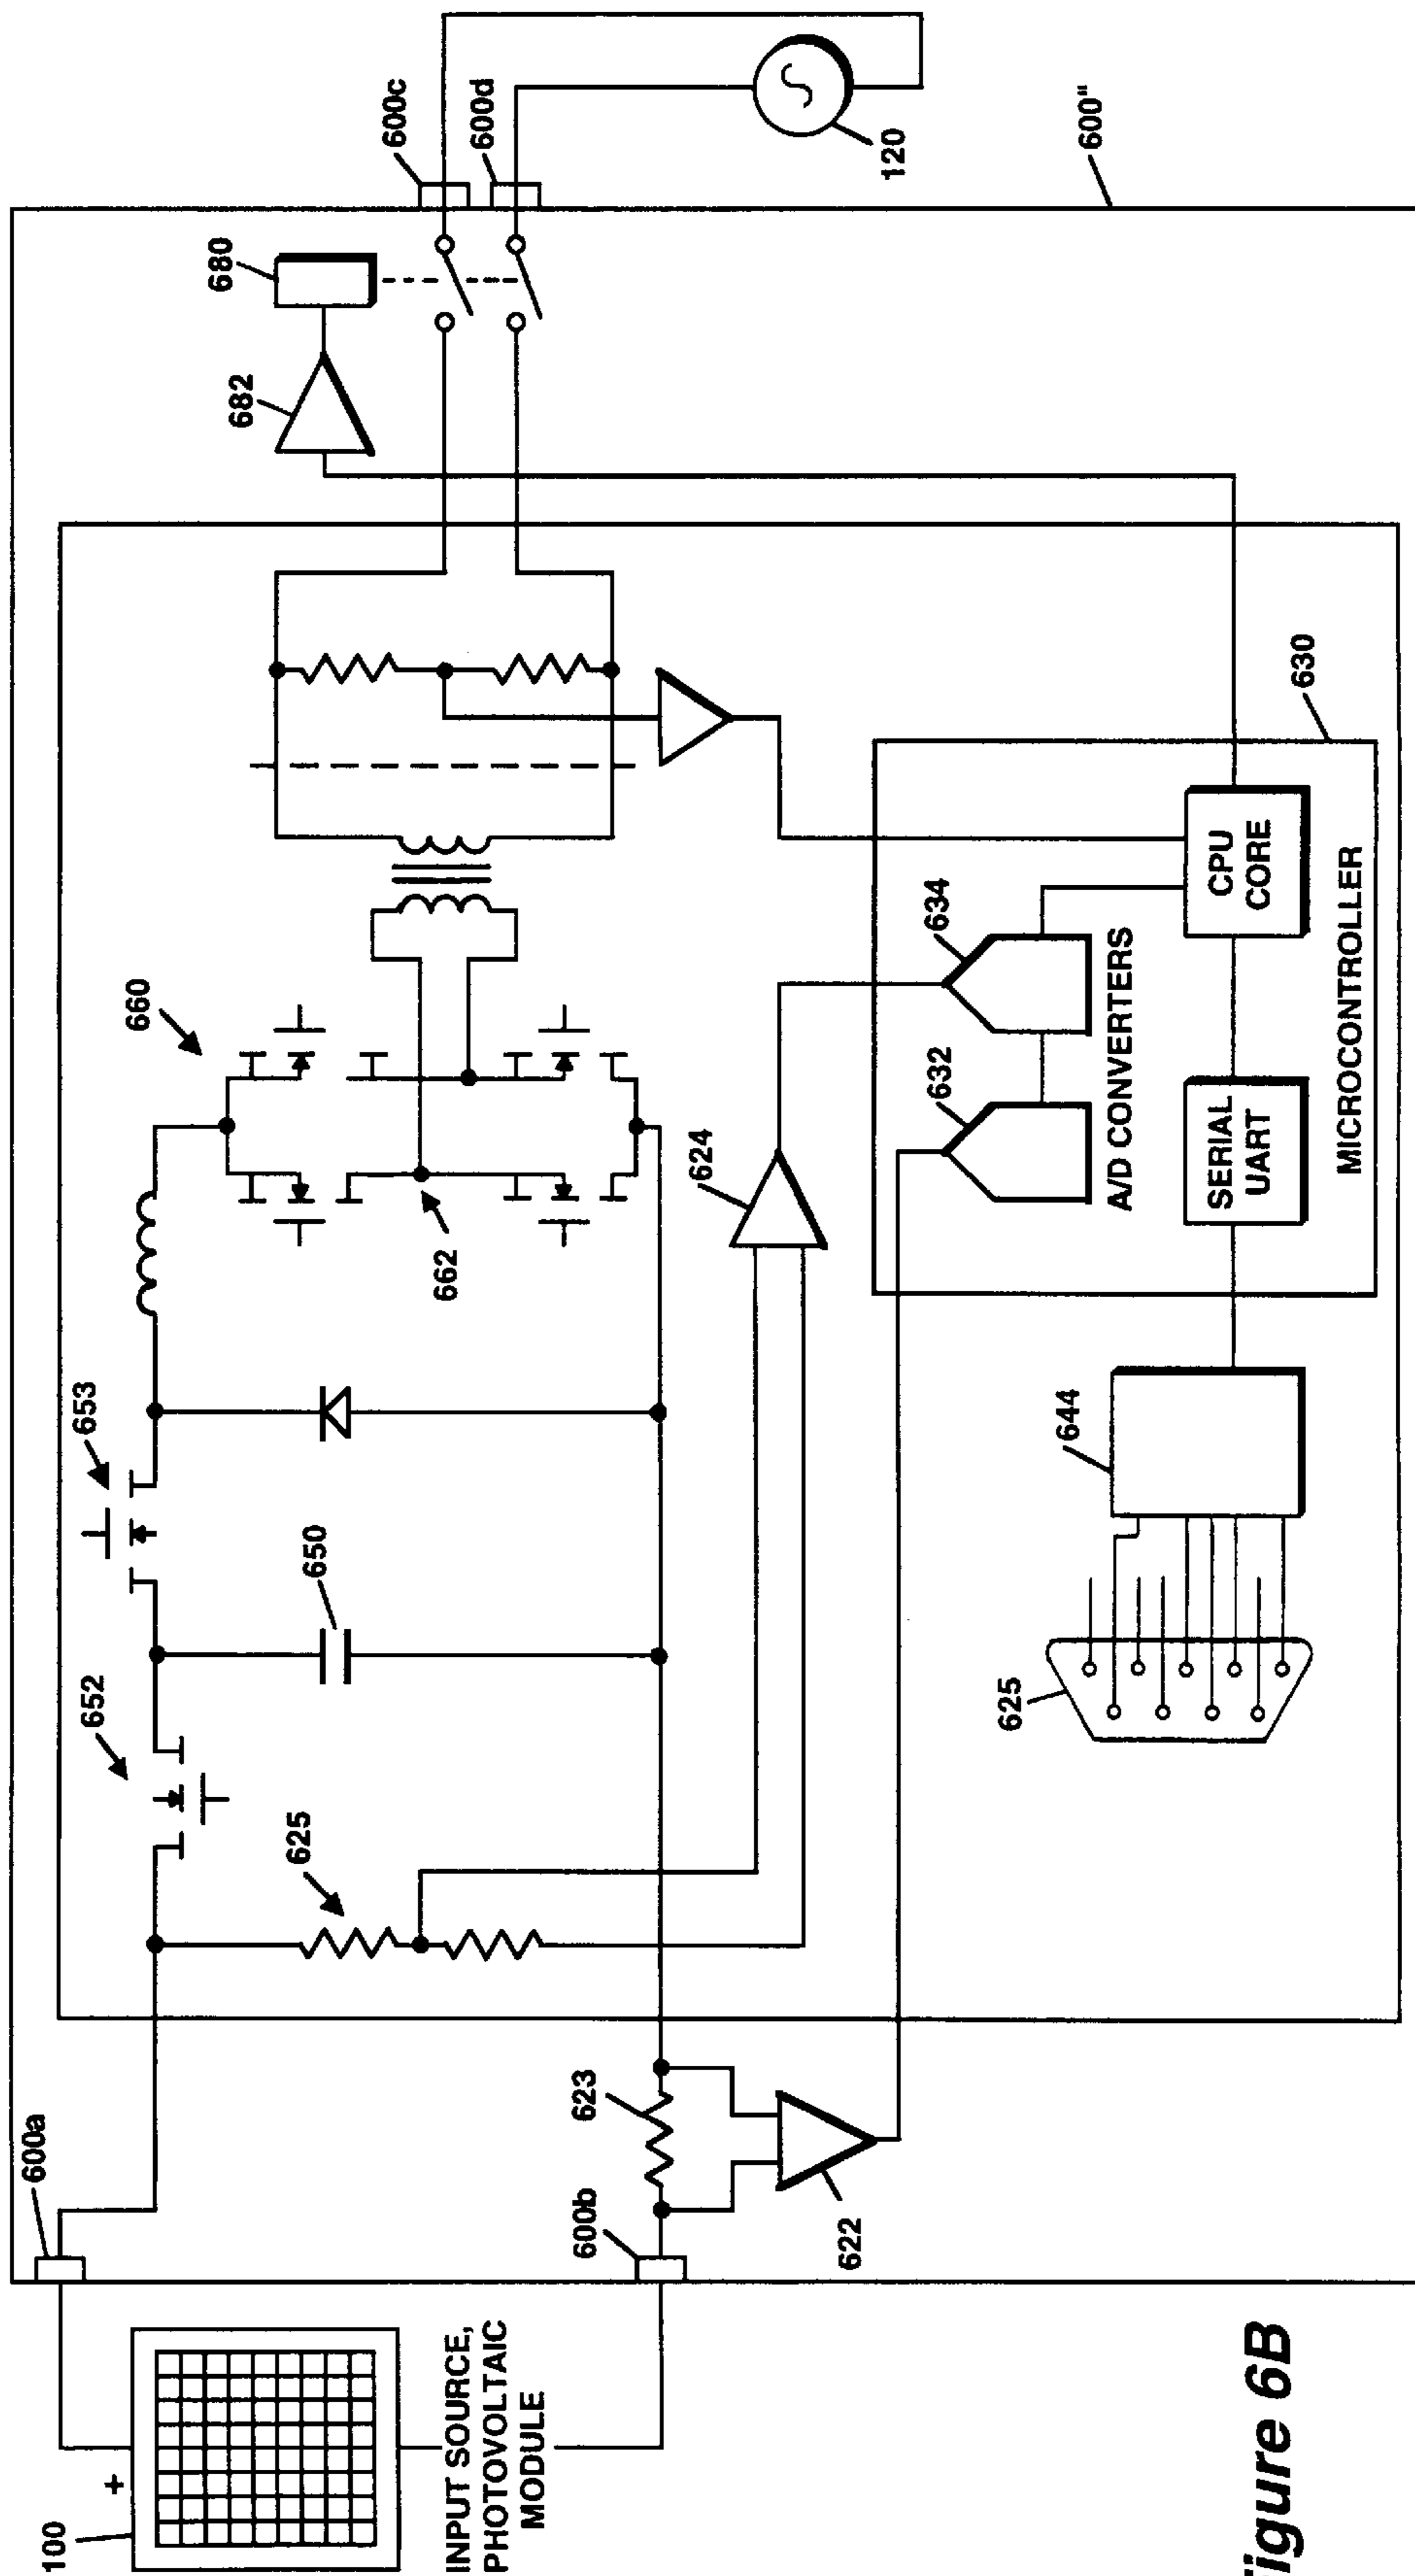 100
+
INPUT SOURCE,
PHOTOVOLTAIC
MODULE
600a
600b
623
622
625
652
650
653
660
662
624
682
680
600c
600d
120
600"
625
644
632
634
A/D CONVERTERS
SERIAL
UART
CPU
CORE
MICROCONTROLLER
630
Figure 6B